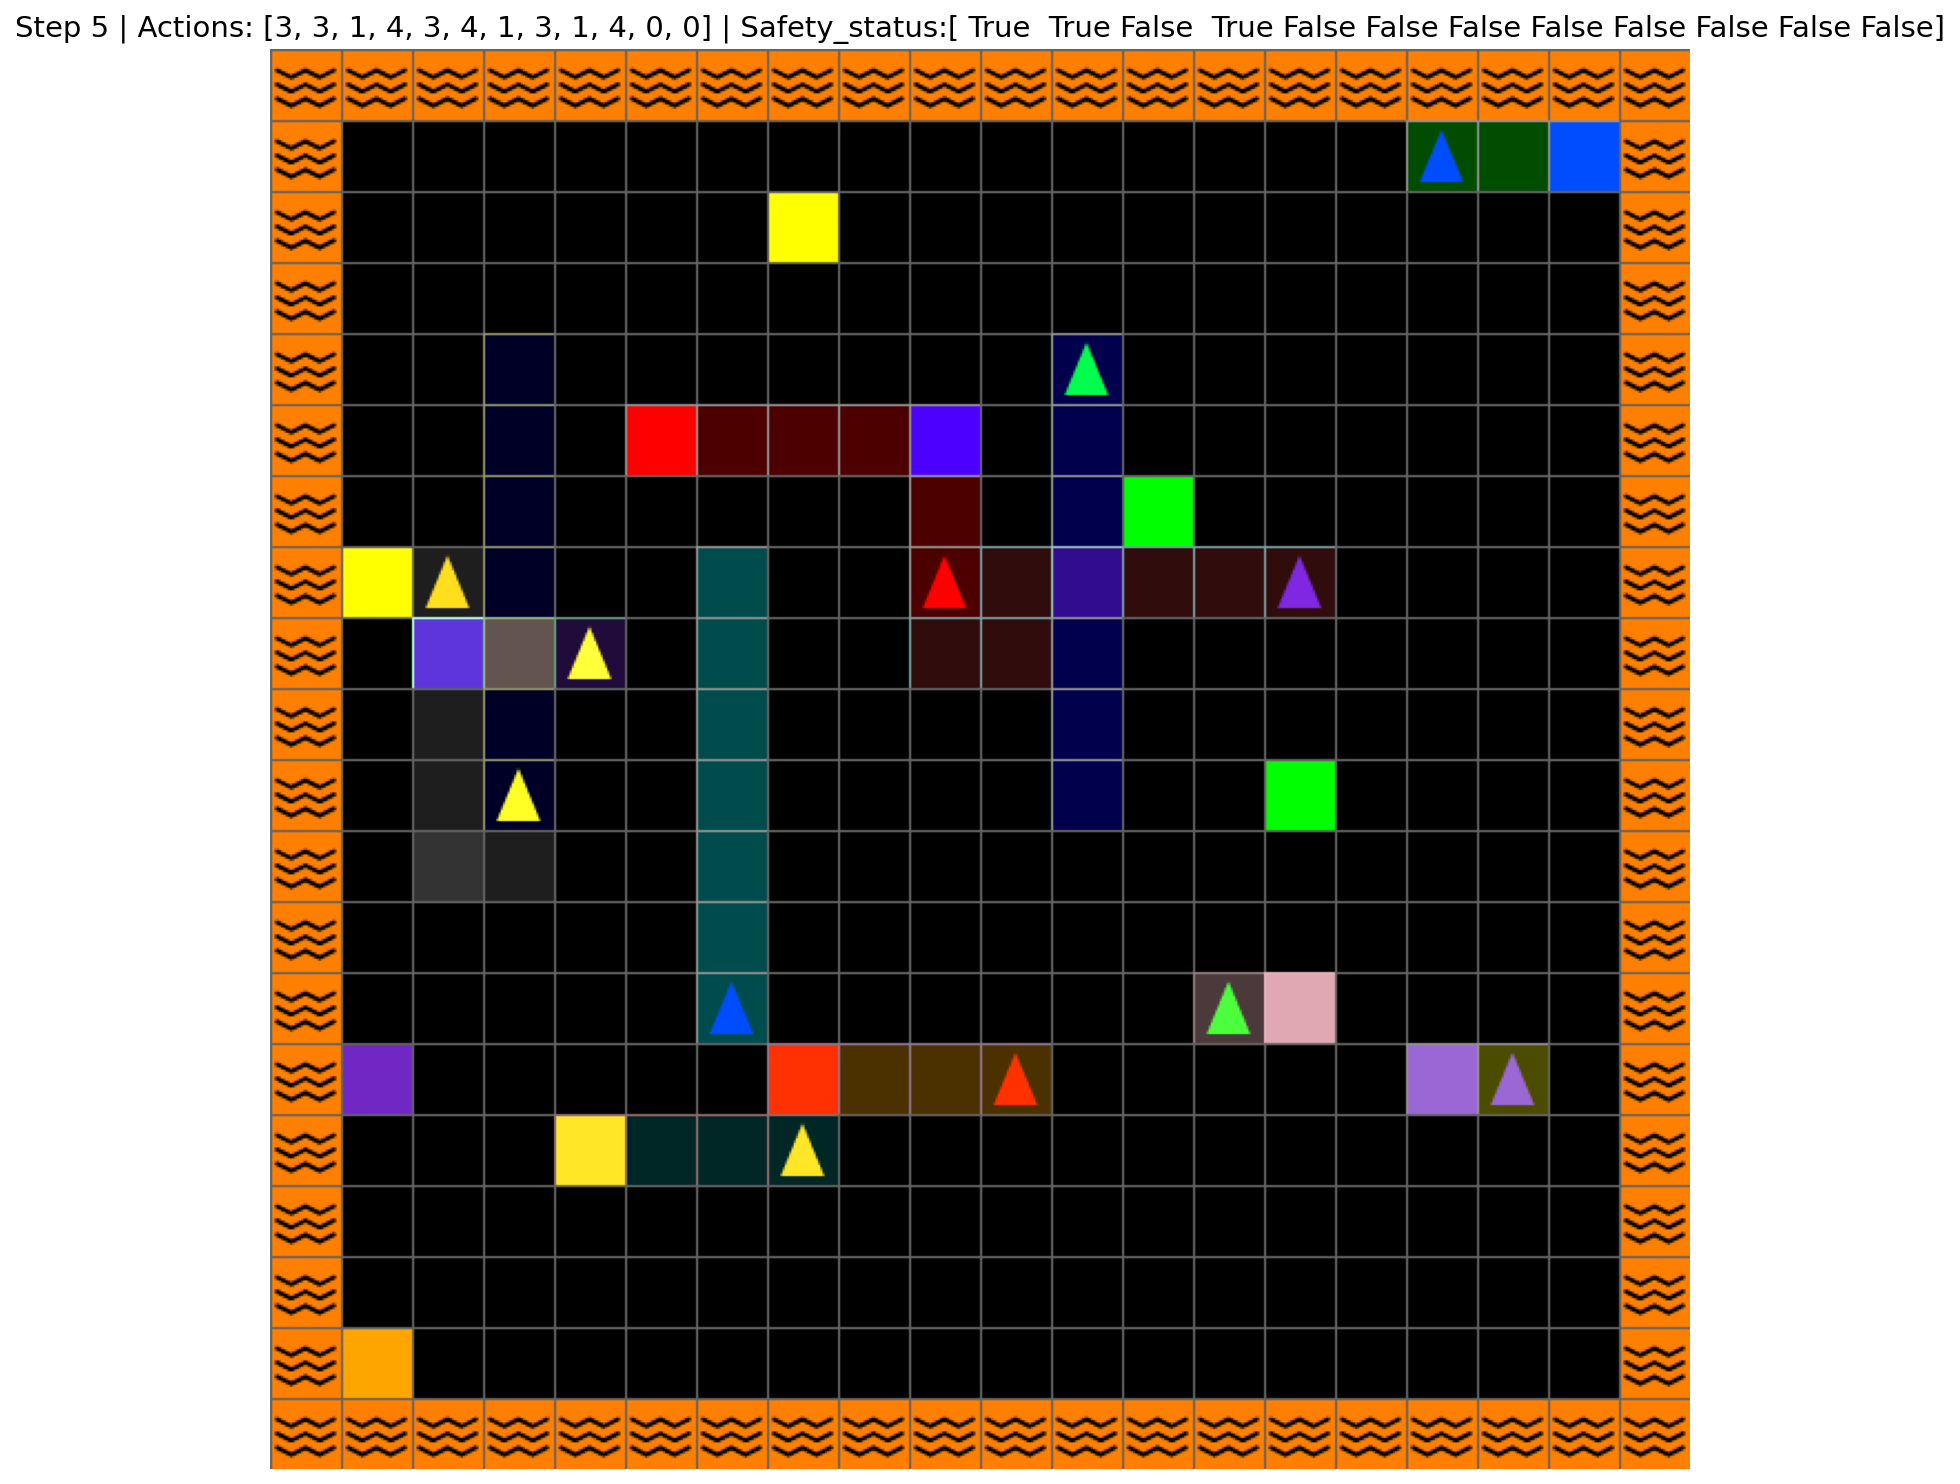 Step 5 | Actions: [3, 3, 1, 4, 3, 4, 1, 3, 1, 4, 0, 0] | Safety_status:[ True  True False  True False False False False False False False False]